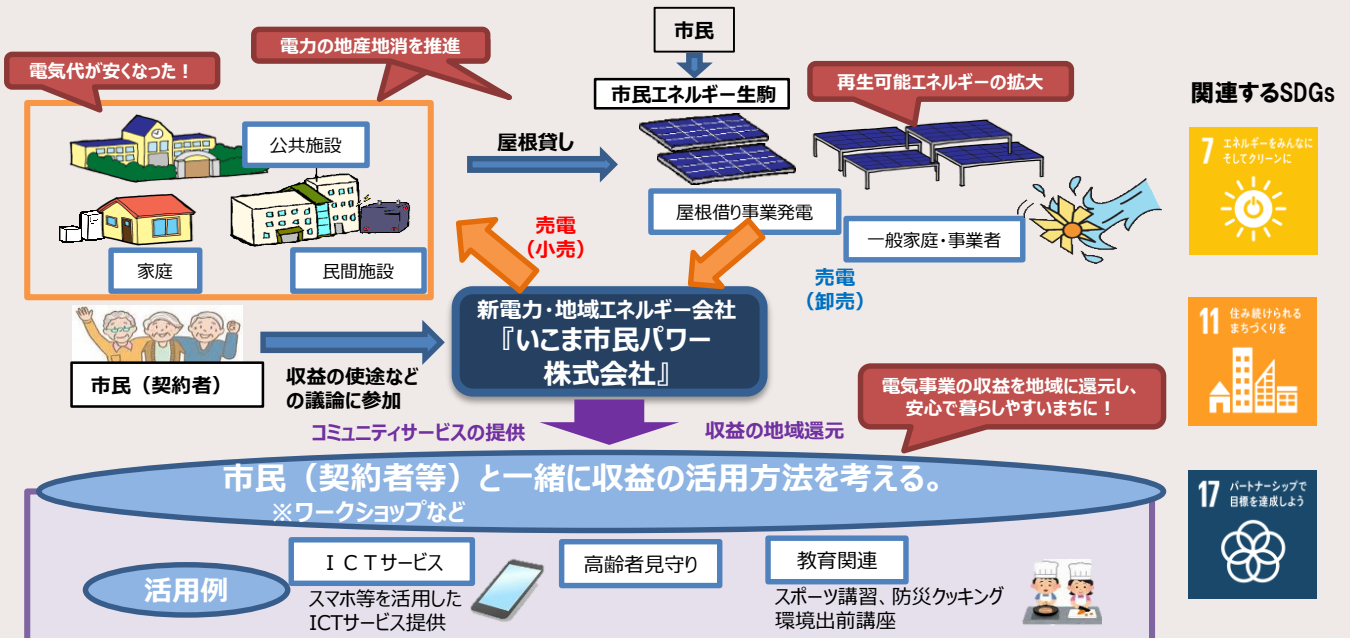 市民
電力の地産地消を推進
電気代が安くなった！
市民エネルギー生駒
再生可能エネルギーの拡大
関連するSDGs
公共施設
屋根貸し
7 エネルギーをみんなに
そしてクリーンに
屋根借り事業発電
一般家庭・事業者
家庭
民間施設
売電
（小売）
売電
（卸売）
新電力・地域エネルギー会社
『いこま市民パワー
株式会社』
11 住み続けられる
まちづくりを
市民（契約者）
収益の使途など
の議論に参加
電気事業の収益を地域に還元し、
安心で暮らしやすいまちに！
コミュニティサービスの提供
収益の地域還元
市民（契約者等）と一緒に収益の活用方法を考える。
※ワークショップなど
17 パートナーシップで
目標を達成しよう
活用例
ＩＣＴサービス
スマホ等を活用した
ICTサービス提供
高齢者見守り
教育関連
スポーツ講習、防災クッキング
環境出前講座